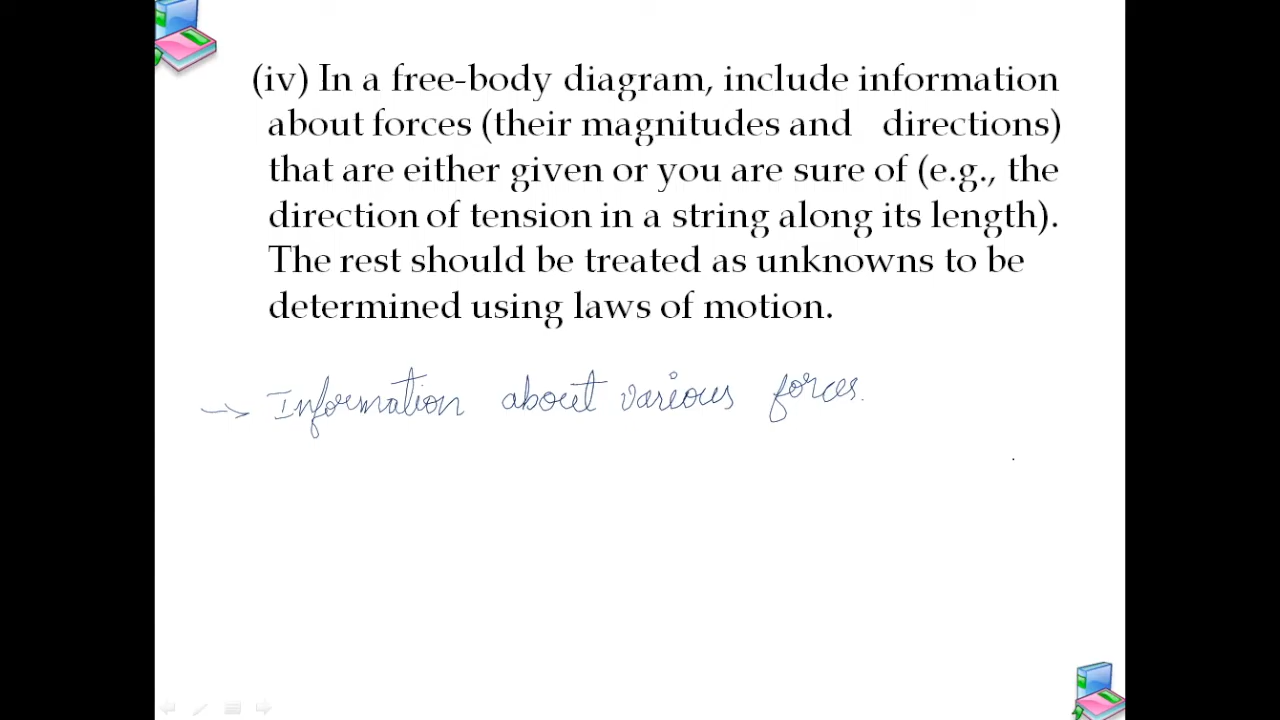 (iv) In a free-body diagram, include information
about forces (their magnitudes and directions)
that are either given or you are sure of (e.g., the
direction of tension in a string along its length).
The rest should be treated as unknowns to be
determined using laws of motion.
→ Information about various forces.